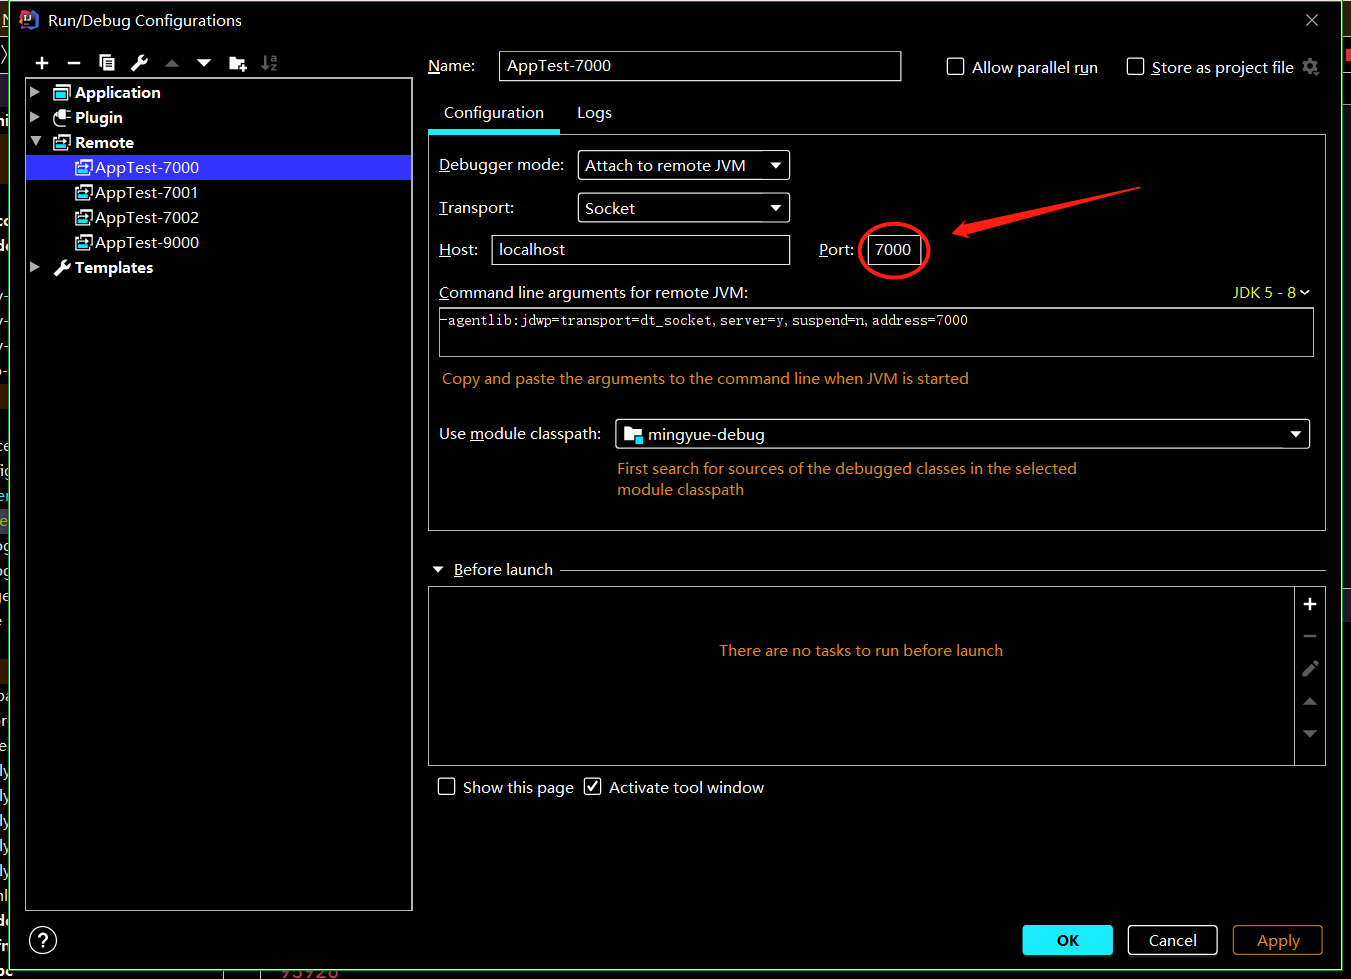 Run/Debug Configurations
Name: AppTest-7000
Allow parallel run
Store as project file
Application
Plugin
Remote
AppTest-7000
AppTest-7001
AppTest-7002
AppTest-9000
Templates
Configuration Logs
Debugger mode: Attach to remote JVM
Transport: Socket
Host: localhost Port: 7000
Command line arguments for remote JVM: JDK 5 - 8
-agentlib:jdwp=transport=dt_socket,server=y,suspend=n,address=7000
Copy and paste the arguments to the command line when JVM is started
Use module classpath: mingyue-debug
First search for sources of the debugged classes in the selected
module classpath
Before launch
There are no tasks to run before launch
Show this page Activate tool window
?
OK Cancel Apply